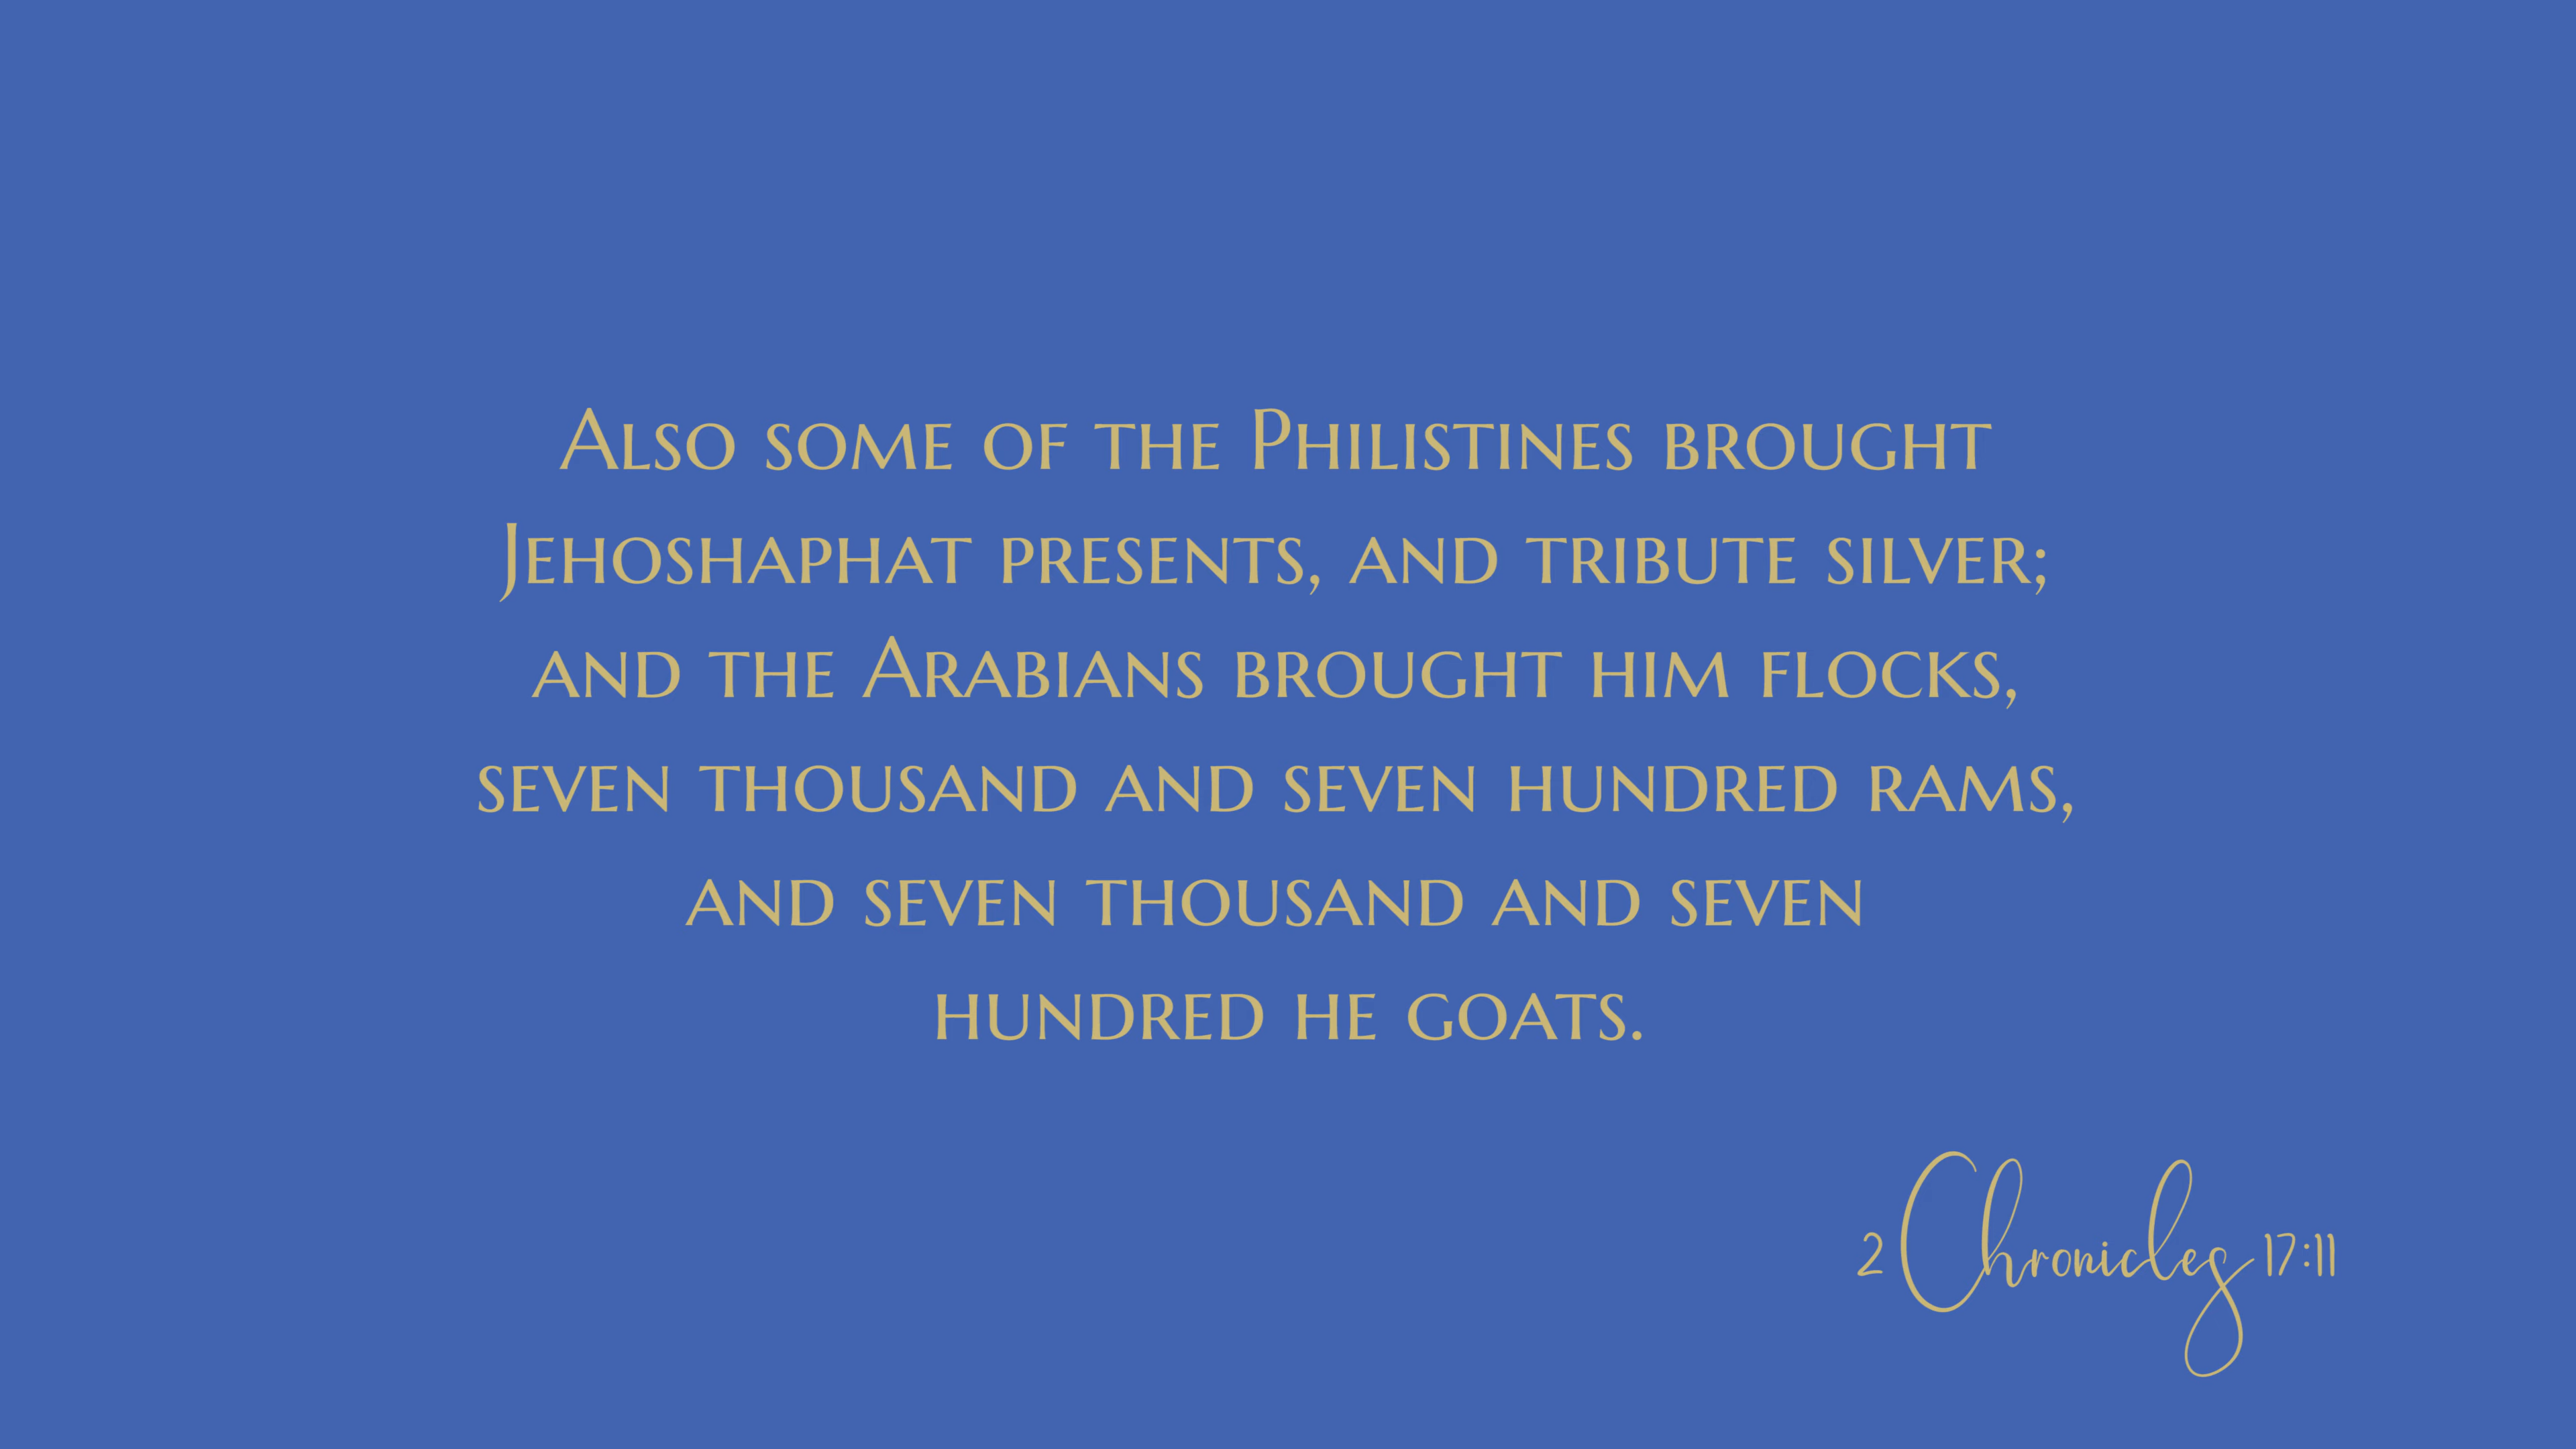 Also some of the Philistines brought
Jehoshaphat presents, and tribute silver;
and the Arabians brought him flocks,
seven thousand and seven hundred rams,
and seven thousand and seven
hundred he goats.
2 Chronicles 17:11